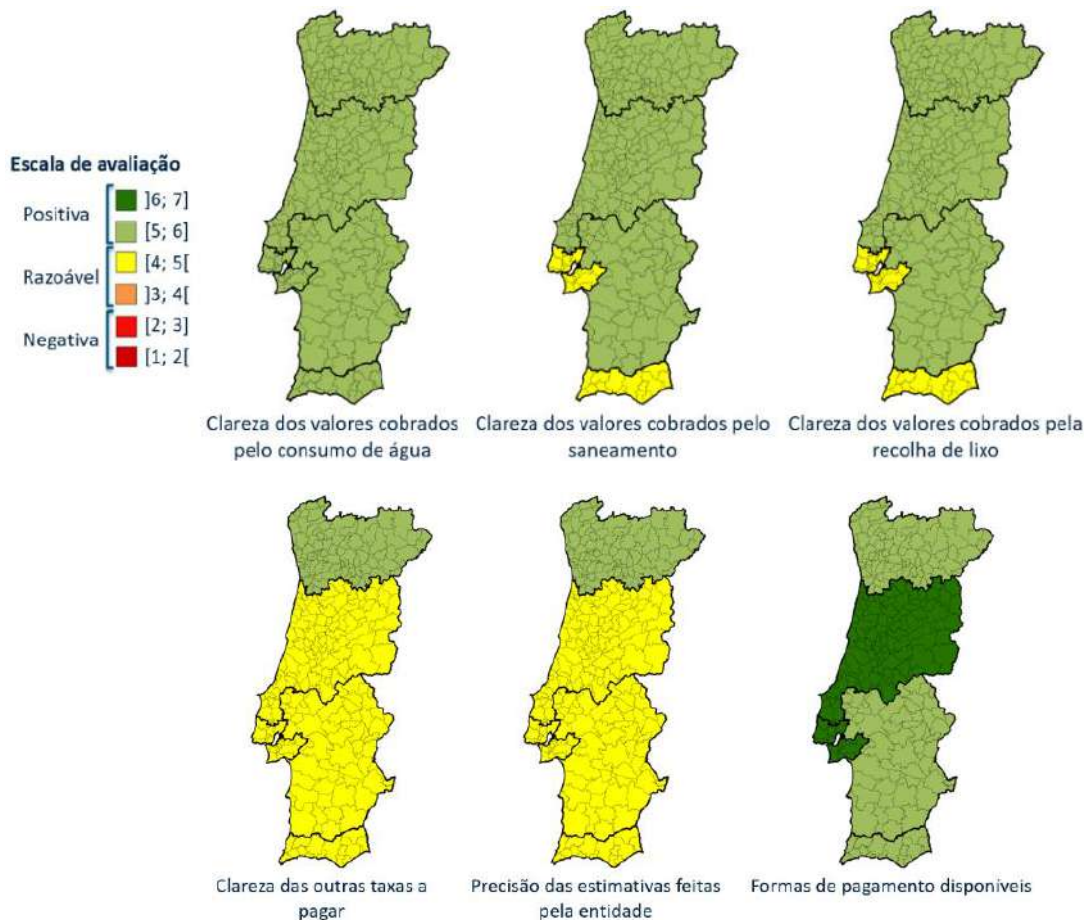 Escala de avaliação
Positiva
]6; 7]
[5; 6]
Razoável
[4; 5[
]3; 4[
Negativa
[2; 3]
[1; 2[
Clareza dos valores cobrados
pelo consumo de água
Clareza dos valores cobrados pelo
saneamento
Clareza dos valores cobrados pela
recolha de lixo
Clareza das outras taxas a
pagar
Precisão das estimativas feitas
pela entidade
Formas de pagamento disponiveis